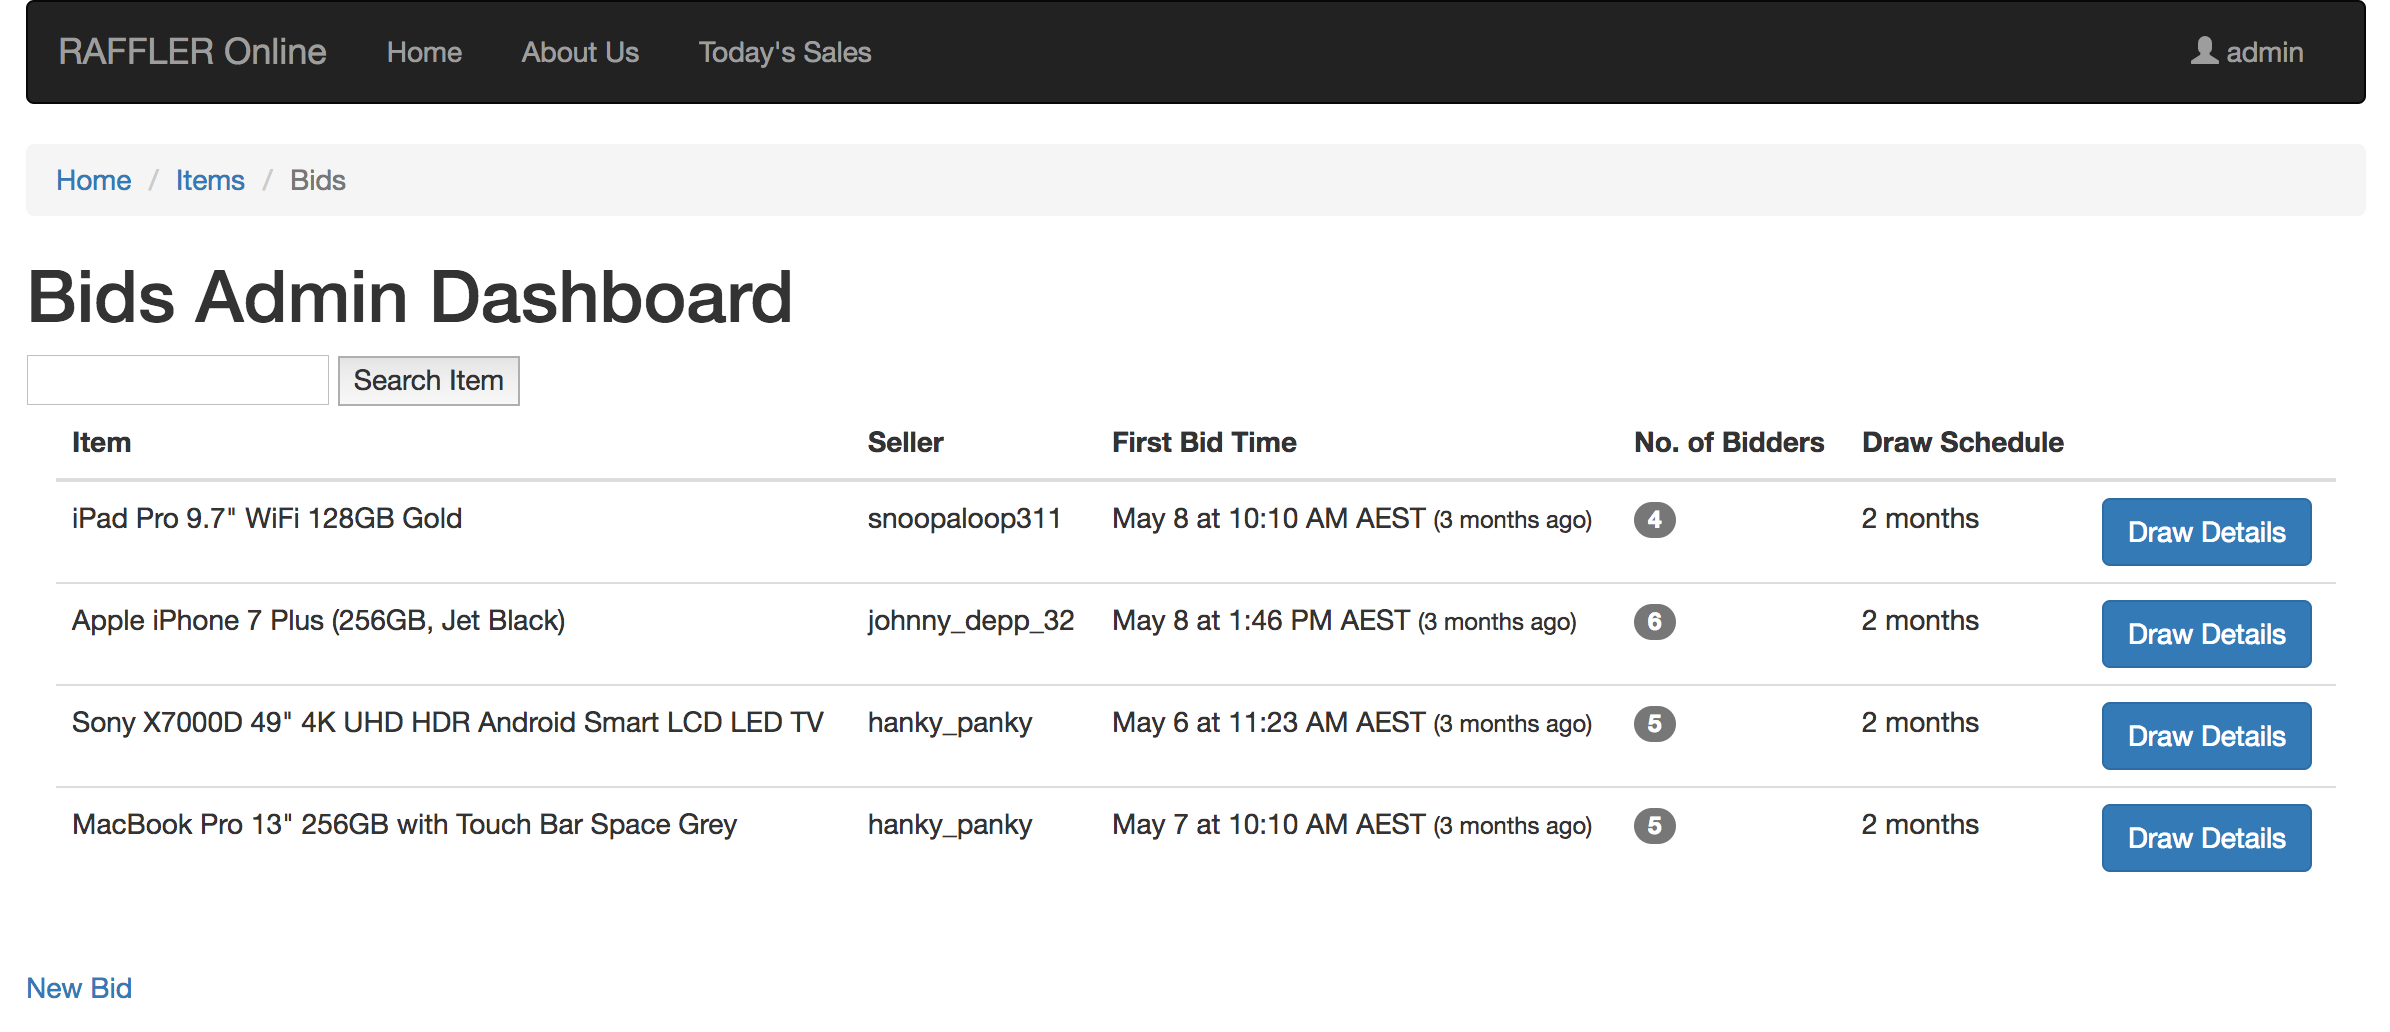 RAFFLER Online Home About Us Today's Sales admin
Home / Items / Bids
Bids Admin Dashboard
Search Item
Item Seller First Bid Time No. of Bidders Draw Schedule
iPad Pro 9.7" WiFi 128GB Gold snoopaloop311 May 8 at 10:10 AM AEST (3 months ago) 4 2 months Draw Details
Apple iPhone 7 Plus (256GB, Jet Black) johnny_depp_32 May 8 at 1:46 PM AEST (3 months ago) 6 2 months Draw Details
Sony X7000D 49" 4K UHD HDR Android Smart LCD LED TV hanky_panky May 6 at 11:23 AM AEST (3 months ago) 5 2 months Draw Details
MacBook Pro 13" 256GB with Touch Bar Space Grey hanky_panky May 7 at 10:10 AM AEST (3 months ago) 5 2 months Draw Details
New Bid